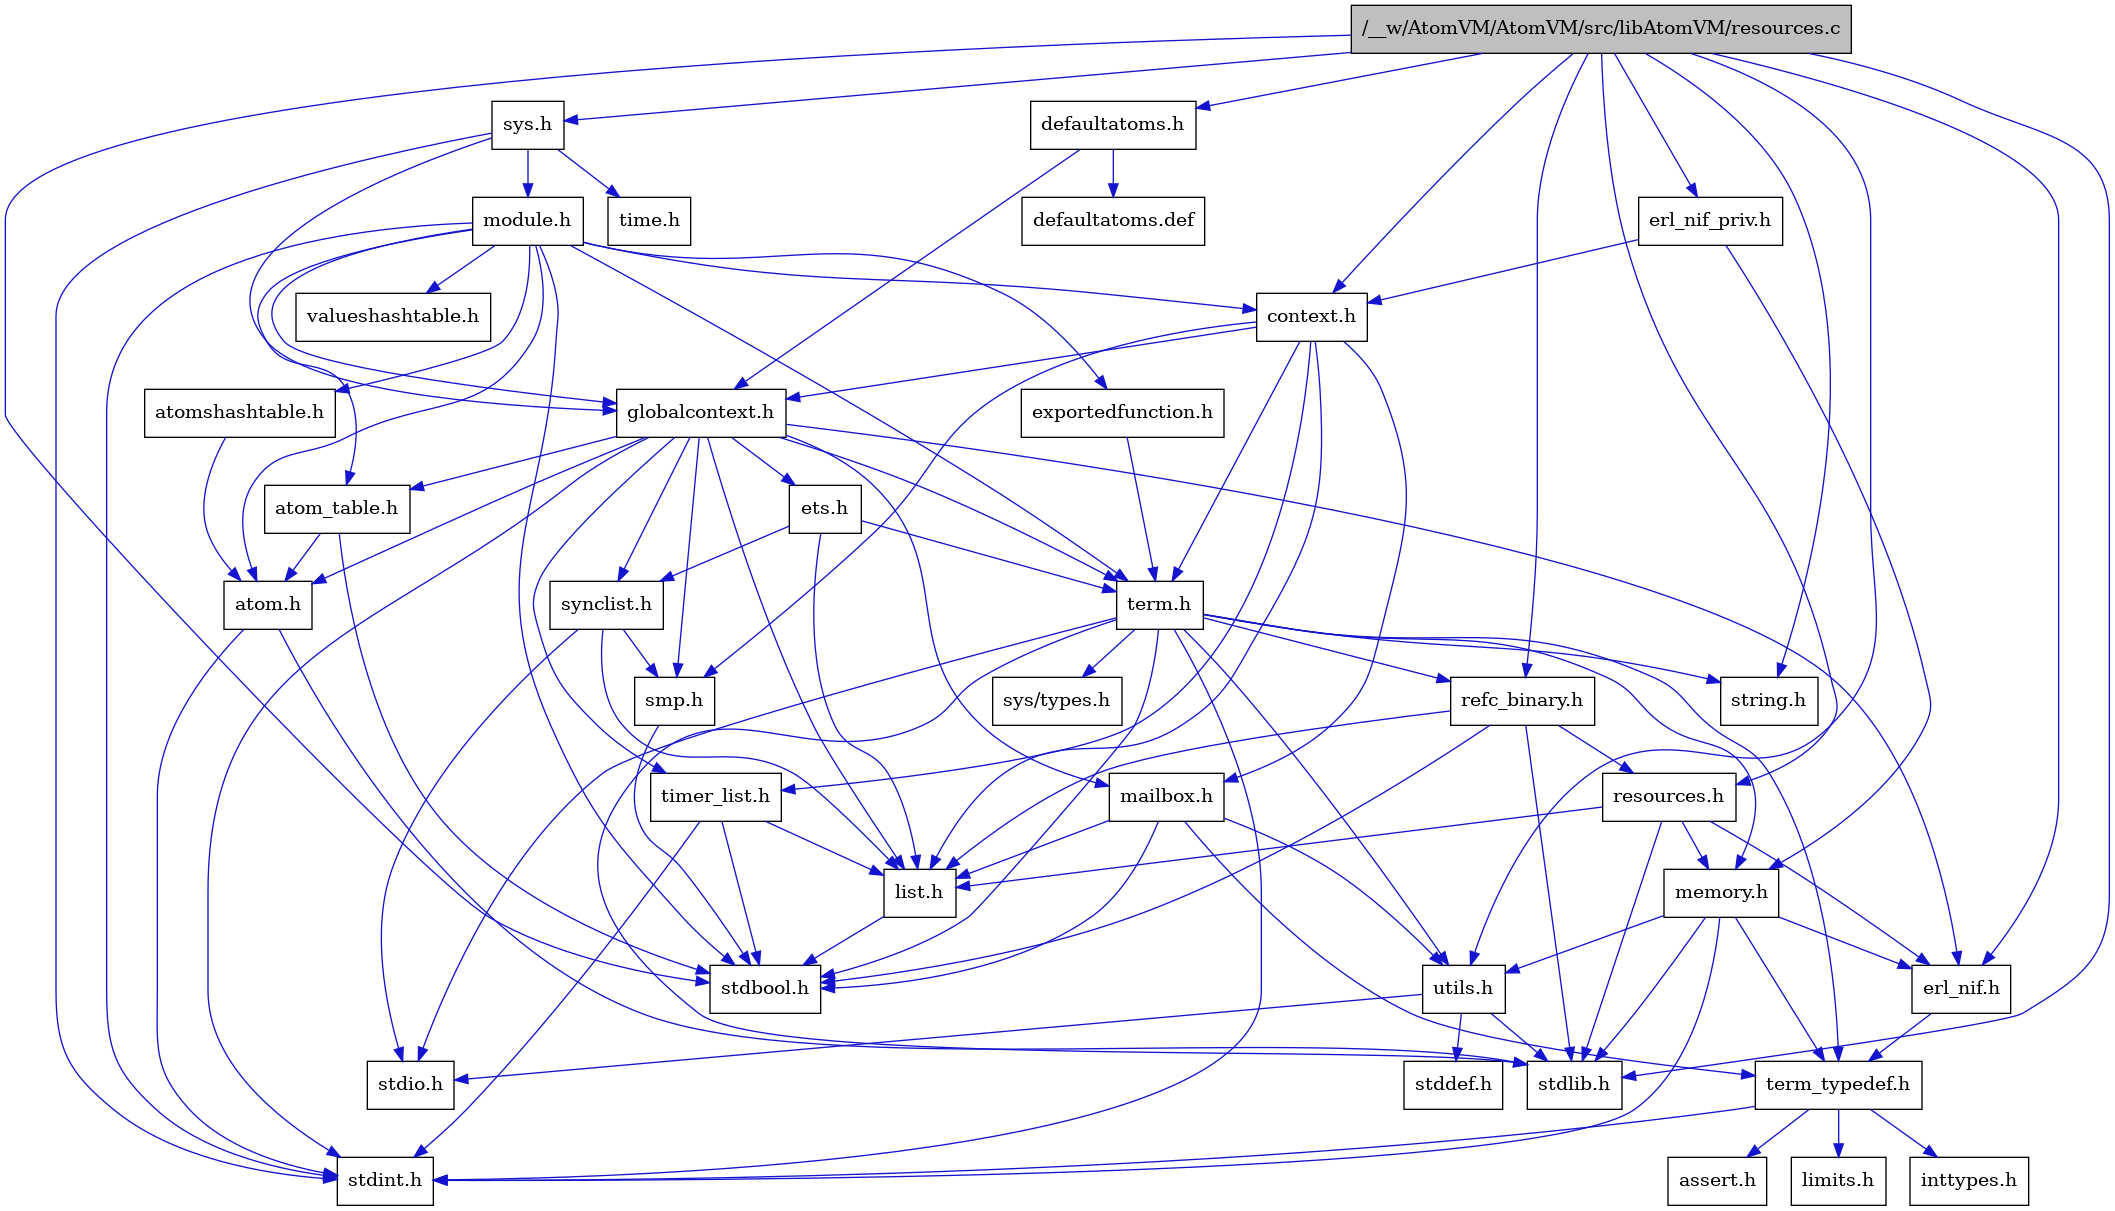 /__w/AtomVM/AtomVM/src/libAtomVM/resources.c
sys.h
defaultatoms.h
module.h
time.h
defaultatoms.def
erl_nif_priv.h
valueshashtable.h
context.h
atomshashtable.h
globalcontext.h
exportedfunction.h
atom_table.h
ets.h
atom.h
synclist.h
term.h
smp.h
sys/types.h
refc_binary.h
string.h
timer_list.h
mailbox.h
resources.h
list.h
memory.h
stdbool.h
utils.h
erl_nif.h
stdio.h
stddef.h
stdlib.h
term_typedef.h
stdint.h
assert.h
limits.h
inttypes.h